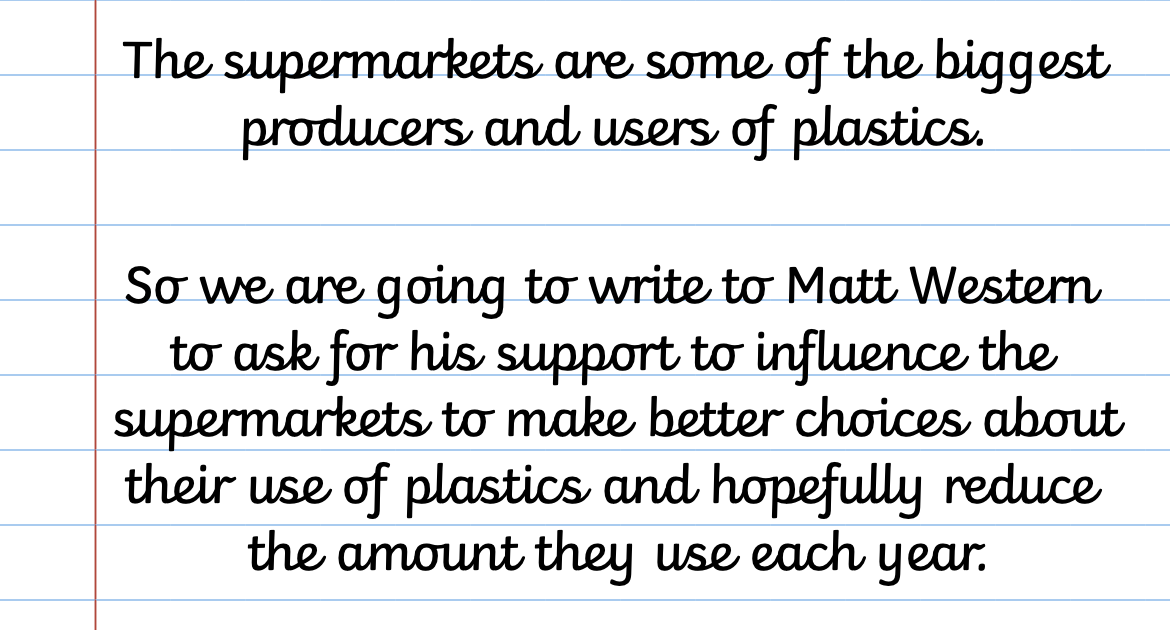 The supermarkets are some of the biggest
producers and users of plastics.
So we are going to write to Matt Western
to ask for his support to influence the
supermarkets to make better choices about
their use of plastics and hopefully reduce
the amount they use each year.